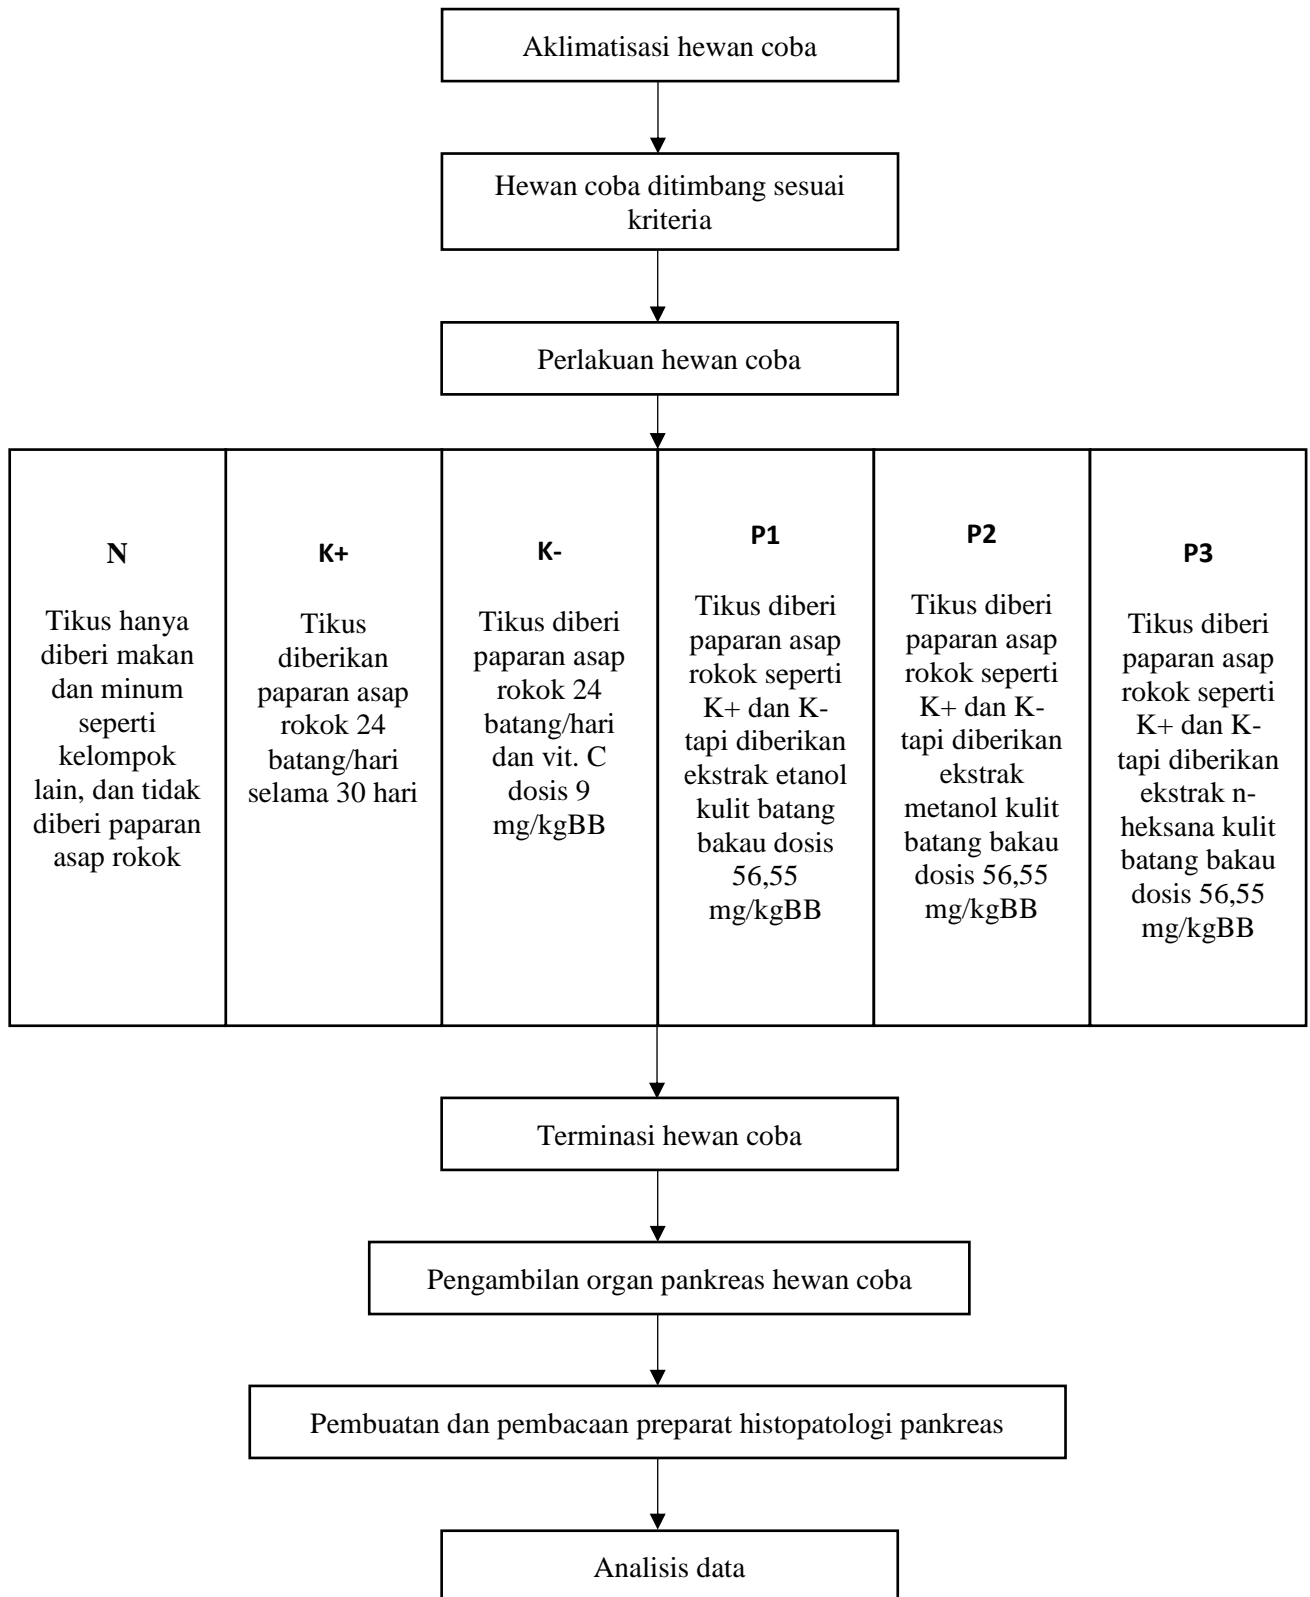 Aklimatisasi hewan coba
Hewan coba ditimbang sesuai
kriteria
Perlakuan hewan coba
N
Tikus hanya
diberi makan
dan minum
seperti
kelompok
lain, dan tidak
diberi paparan
asap rokok
K+
Tikus
diberikan
paparan asap
rokok 24
batang/hari
selama 30 hari
K-
Tikus diberi
paparan asap
rokok 24
batang/hari
dan vit. C
dosis 9
mg/kgBB
P1
Tikus diberi
paparan asap
rokok seperti
K+ dan K-
tapi diberikan
ekstrak etanol
kulit batang
bakau dosis
56,55
mg/kgBB
P2
Tikus diberi
paparan asap
rokok seperti
K+ dan K-
tapi diberikan
ekstrak
metanol kulit
batang bakau
dosis 56,55
mg/kgBB
P3
Tikus diberi
paparan asap
rokok seperti
K+ dan K-
tapi diberikan
ekstrak n-
heksana kulit
batang bakau
dosis 56,55
mg/kgBB
Terminasi hewan coba
Pengambilan organ pankreas hewan coba
Pembuatan dan pembacaan preparat histopatologi pankreas
Analisis data